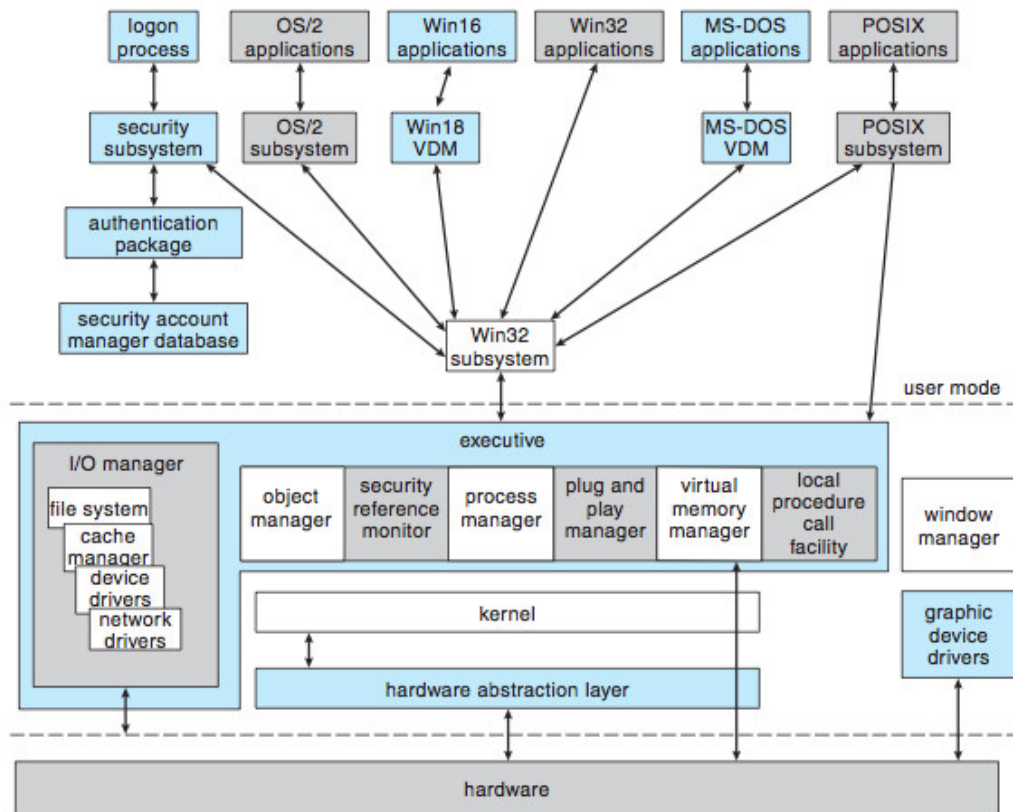 logon
process
OS/2
applications
Win16
applications
Win32
applications
MS-DOS
applications
POSIX
applications
security
subsystem
OS/2
subsystem
Win18
VDM
MS-DOS
VDM
POSIX
subsystem
authentication
package
security account
manager database
Win32
subsystem
user mode
executive
I/O manager
file system
cache
manager
device
drivers
network
drivers
object
manager
security
reference
monitor
process
manager
plug and
play
manager
virtual
memory
manager
local
procedure
call
facility
window
manager
kernel
graphic
device
drivers
hardware abstraction layer
hardware